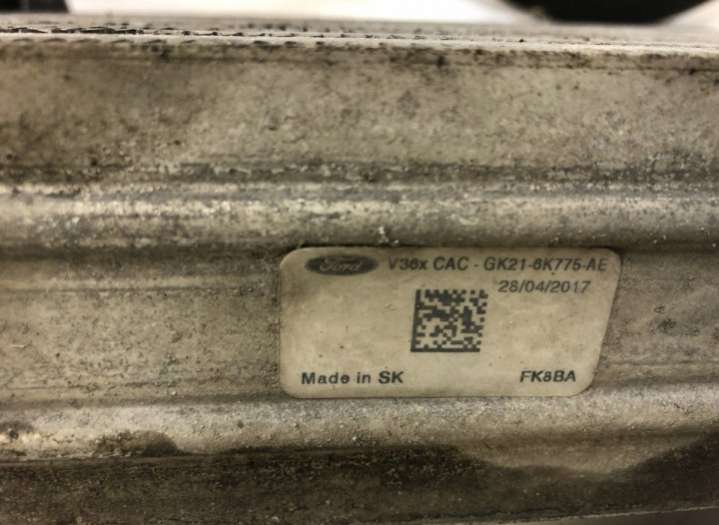 Ford V36x CAC - GK21-8K775-AE
28/04/2017
Made in SK FK8BA